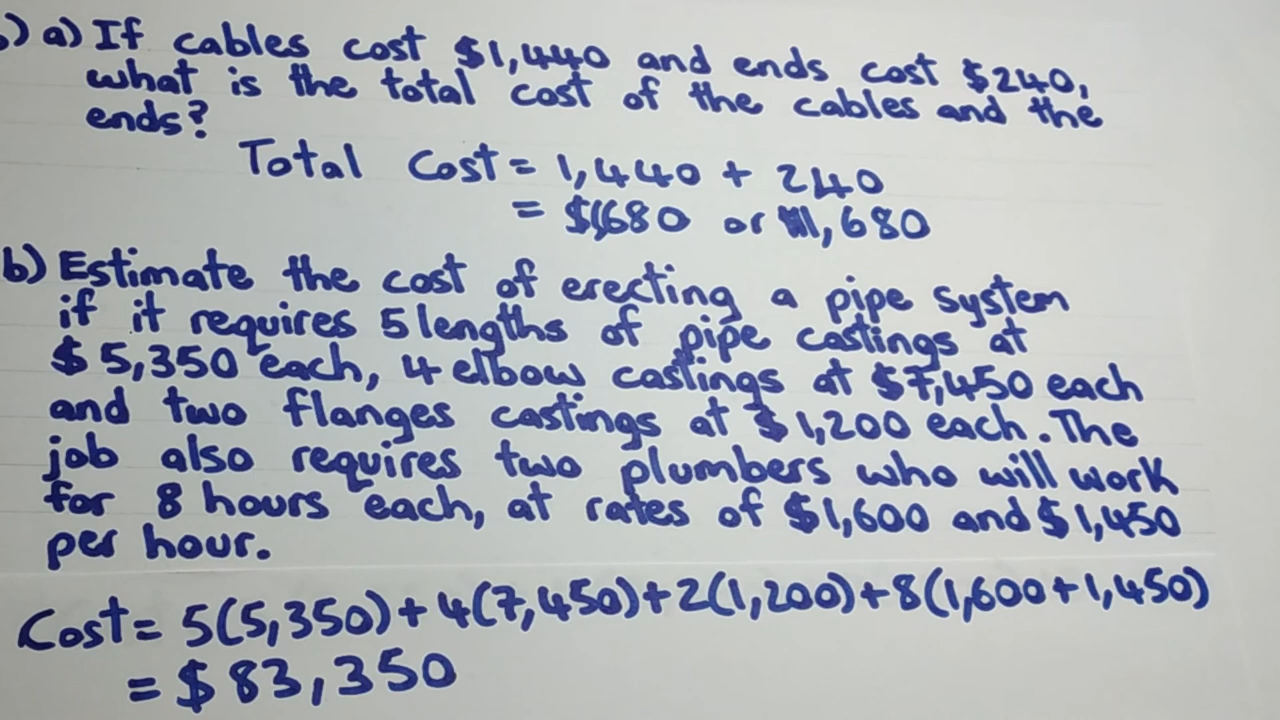 a) If cables cost $1,440 and ends cost $240,
what is the total cost of the cables and the
ends?
Total Cost = 1,440 + 240
= $1,680 or 1,680
b) Estimate the cost of erecting a pipe system
if it requires 5 lengths of pipe castings at
$5,350 each, 4 elbow castings at $7,450 each
and two flanges castings at $1,200 each. The
job also requires two plumbers who will work
for 8 hours each, at rates of $1,600 and $1,450
per hour.
Cost = 5(5,350) + 4(7,450) + 2(1,200) + 8(1,600 + 1,450)
= $83,350